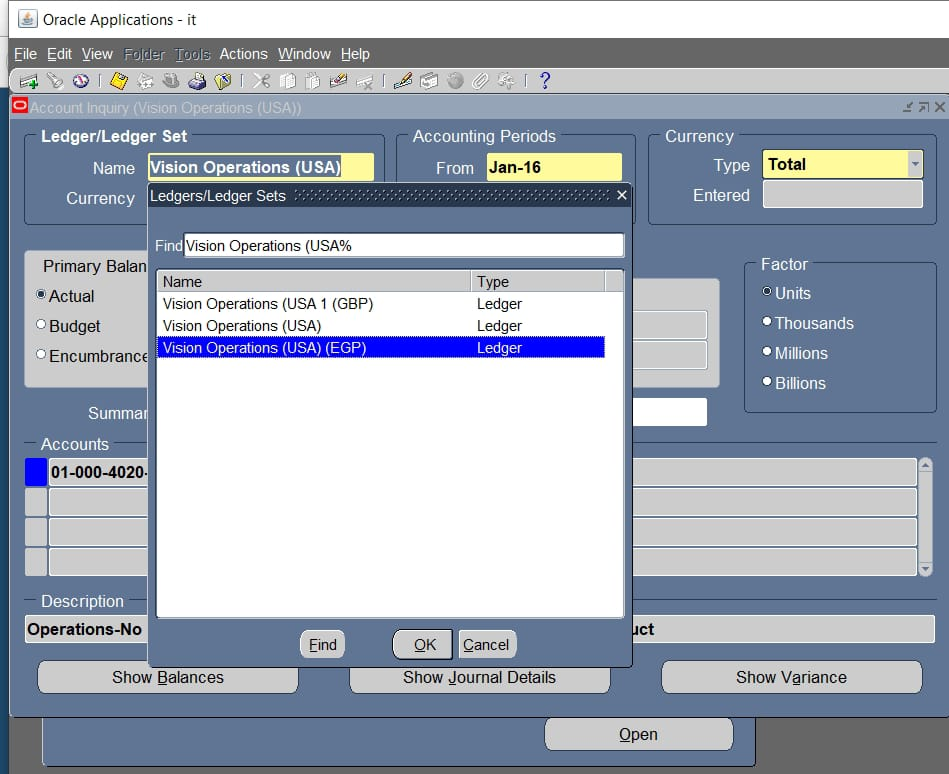 Oracle Applications - it
File Edit View Folder Tools Actions Window Help
?
Account Inquiry (Vision Operations (USA))
Ledger/Ledger Set
Accounting Periods
Currency
Name Vision Operations (USA)
From Jan-16
Type Total
Currency
Entered
Ledgers/Ledger Sets
Find Vision Operations (USA%
Name Type
Vision Operations (USA 1 (GBP) Ledger
Vision Operations (USA) Ledger
Vision Operations (USA) (EGP) Ledger
Find OK Cancel
Primary Balan
Actual
Budget
Encumbrance
Factor
Units
Thousands
Millions
Billions
Summar
Accounts
01-000-4020-
Description
Operations-No
uct
Show Balances Show Journal Details Show Variance
Open